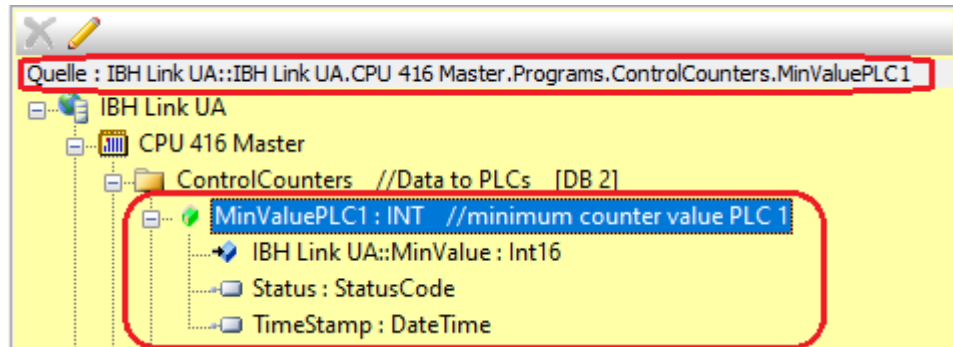 Quelle : IBH Link UA::IBH Link UA.CPU 416 Master.Programs.ControlCounters.MinValuePLC1
IBH Link UA
CPU 416 Master
ControlCounters //Data to PLCs [DB 2]
MinValuePLC1 : INT //minimum counter value PLC 1
IBH Link UA::MinValue : Int16
Status : StatusCode
TimeStamp : DateTime